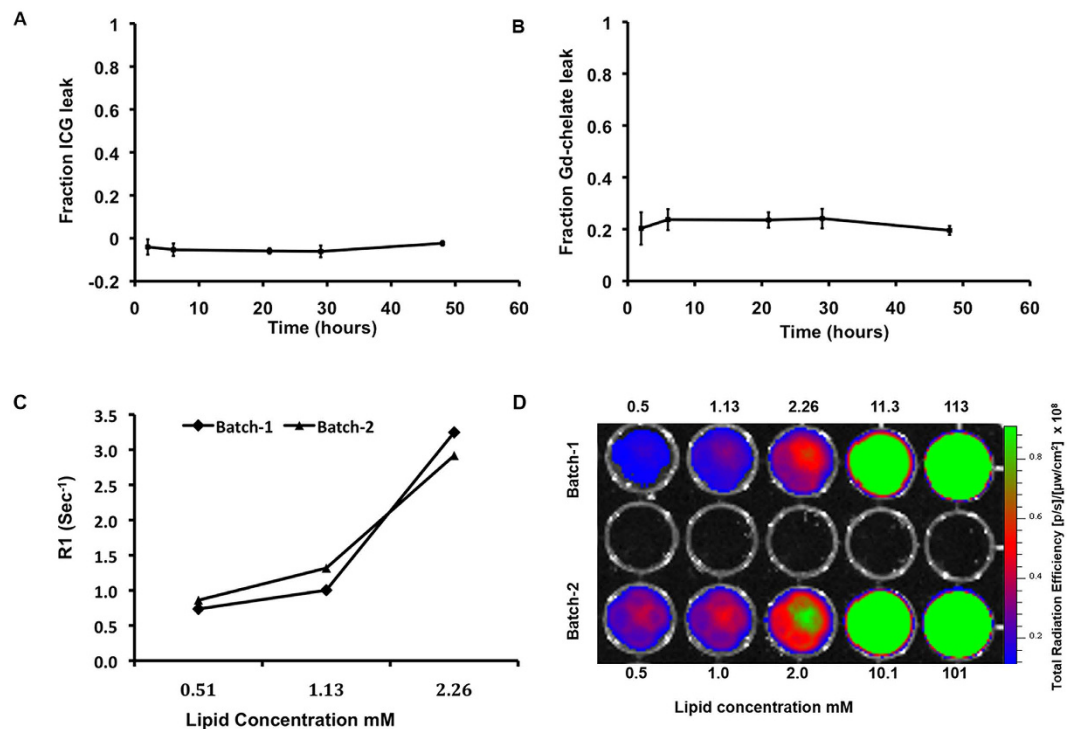 A
1
0.8
0.6
0.4
0.2
0
-0.2
Fraction ICG leak
0 10 20 30 40 50 60
Time (hours)
B
1
0.8
0.6
0.4
0.2
0
Fraction Gd-chelate leak
0 10 20 30 40 50 60
Time (hours)
C
3.5
3.0
2.5
2.0
1.5
1.0
0.5
0.0
R1 (Sec⁻¹)
Batch-1 Batch-2
0.51 1.13 2.26
Lipid Concentration mM
D
0.5 1.13 2.26 11.3 113
Batch-1
Batch-2
0.5 1.0 2.0 10.1 101
Lipid concentration mM
0.8
0.6
0.4
0.2
Total Radiation Efficiency [p/s]/[µw/cm²] x 10⁸